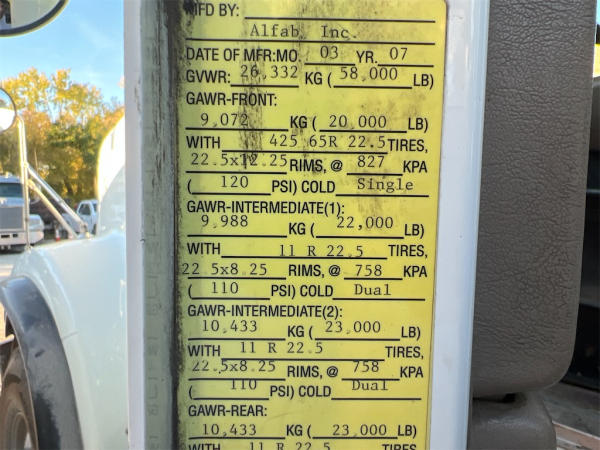 MFD BY:
Alfab, Inc.
DATE OF MFR:MO. 03 YR. 07
GVWR: 26,332 KG ( 58,000 LB)
GAWR-FRONT:
9,072 KG ( 20,000 LB)
WITH 425 65R 22.5 TIRES,
22.5x12.25 RIMS, @ 827 KPA
( 120 PSI) COLD Single
GAWR-INTERMEDIATE(1):
9,988 KG ( 22,000 LB)
WITH 11 R 22.5 TIRES,
22.5x8.25 RIMS, @ 758 KPA
( 110 PSI) COLD Dual
GAWR-INTERMEDIATE(2):
10,433 KG ( 23,000 LB)
WITH 11 R 22.5 TIRES,
22.5x8.25 RIMS, @ 758 KPA
( 110 PSI) COLD Dual
GAWR-REAR:
10,433 KG ( 23,000 LB)
WITH 11 R 22.5 TIRES,